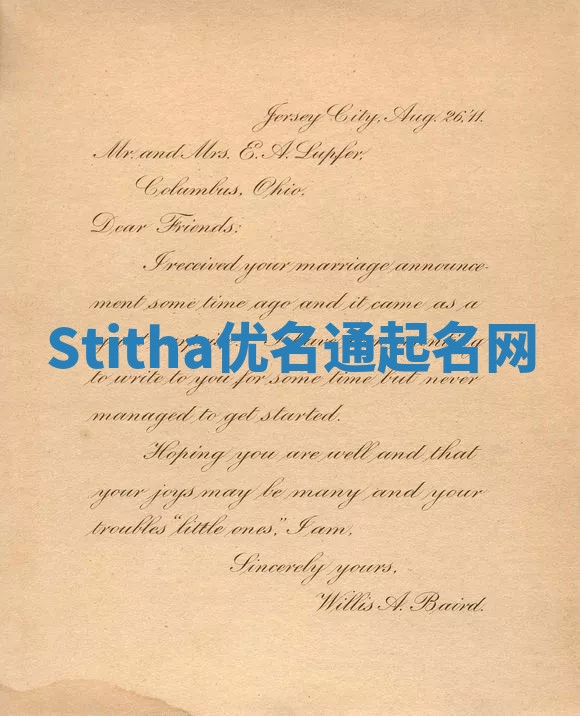 Jersey City, Aug. 26, '11.
Mr. and Mrs. E. A. Lupfer,
Columbus, Ohio.
Dear Friends:
I received your marriage announce-
ment some time ago and it came as a
Stitha优名通起名网
to write to you for some time but never
managed to get started.
Hoping you are well and that
your joys may be many and your
troubles "little ones," I am,
Sincerely yours,
Willis A. Baird.